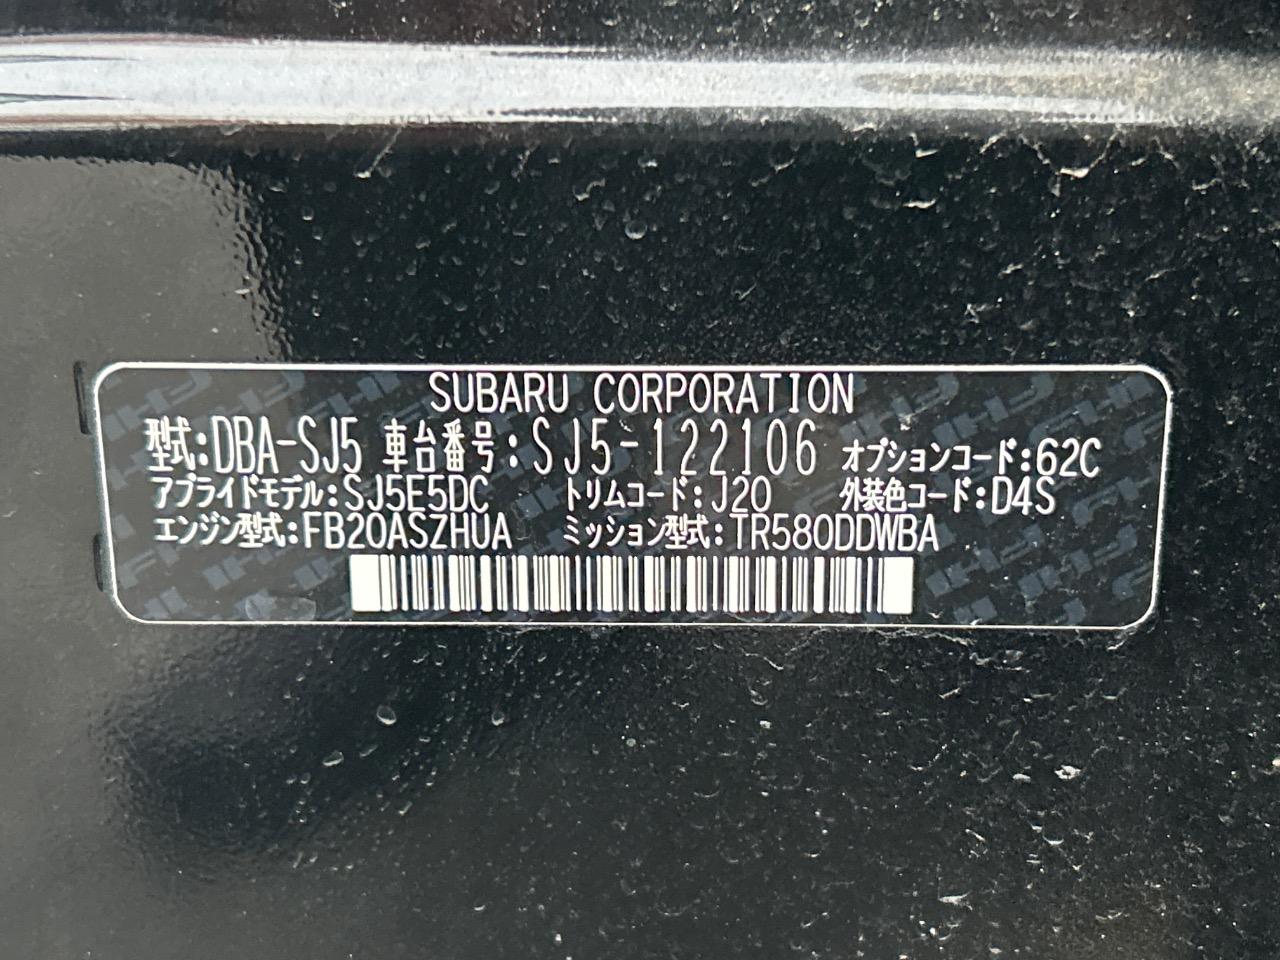 SUBARU CORPORATION
型式:DBA-SJ5 車台番号:SJ5-122106 オプションコード:62C
アプライドモデル:SJ5E5DC トリムコード:J20 外装色コード:D4S
エンジン型式:FB20ASZHUA ミッション型式:TR580DDWBA